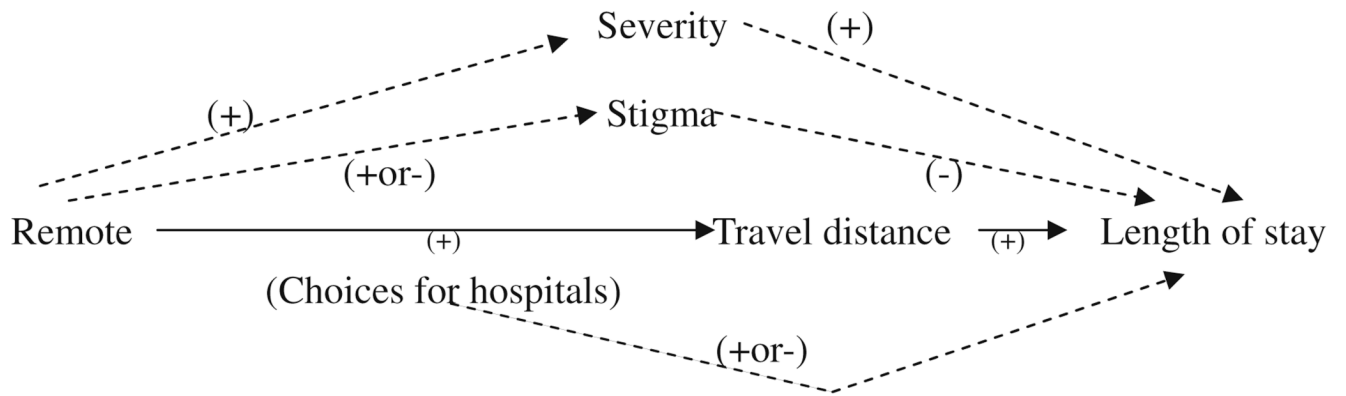 Severity (+)
(+) Stigma
(+or-) (-)
Remote (+) Travel distance (+) Length of stay
(Choices for hospitals)
(+or-)